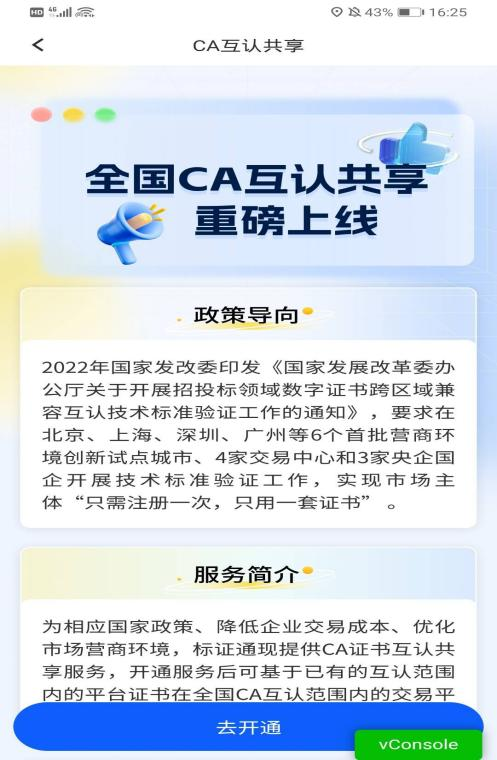 HD 4G 43% 16:25
CA互认共享
全国CA互认共享
重磅上线
政策导向
2022年国家发改委印发《国家发展改革委办
公厅关于开展招投标领域数字证书跨区域兼
容互认技术标准验证工作的通知》，要求在
北京、上海、深圳、广州等6个首批营商环
境创新试点城市、4家交易中心和3家央企国
企开展技术标准验证工作，实现市场主
体“只需注册一次，只用一套证书”。
服务简介
为相应国家政策、降低企业交易成本、优化
市场营商环境，标证通现提供CA证书互认共
享服务，开通服务后可基于已有的互认范围
内的平台证书在全国CA互认范围内的交易平
去开通
vConsole